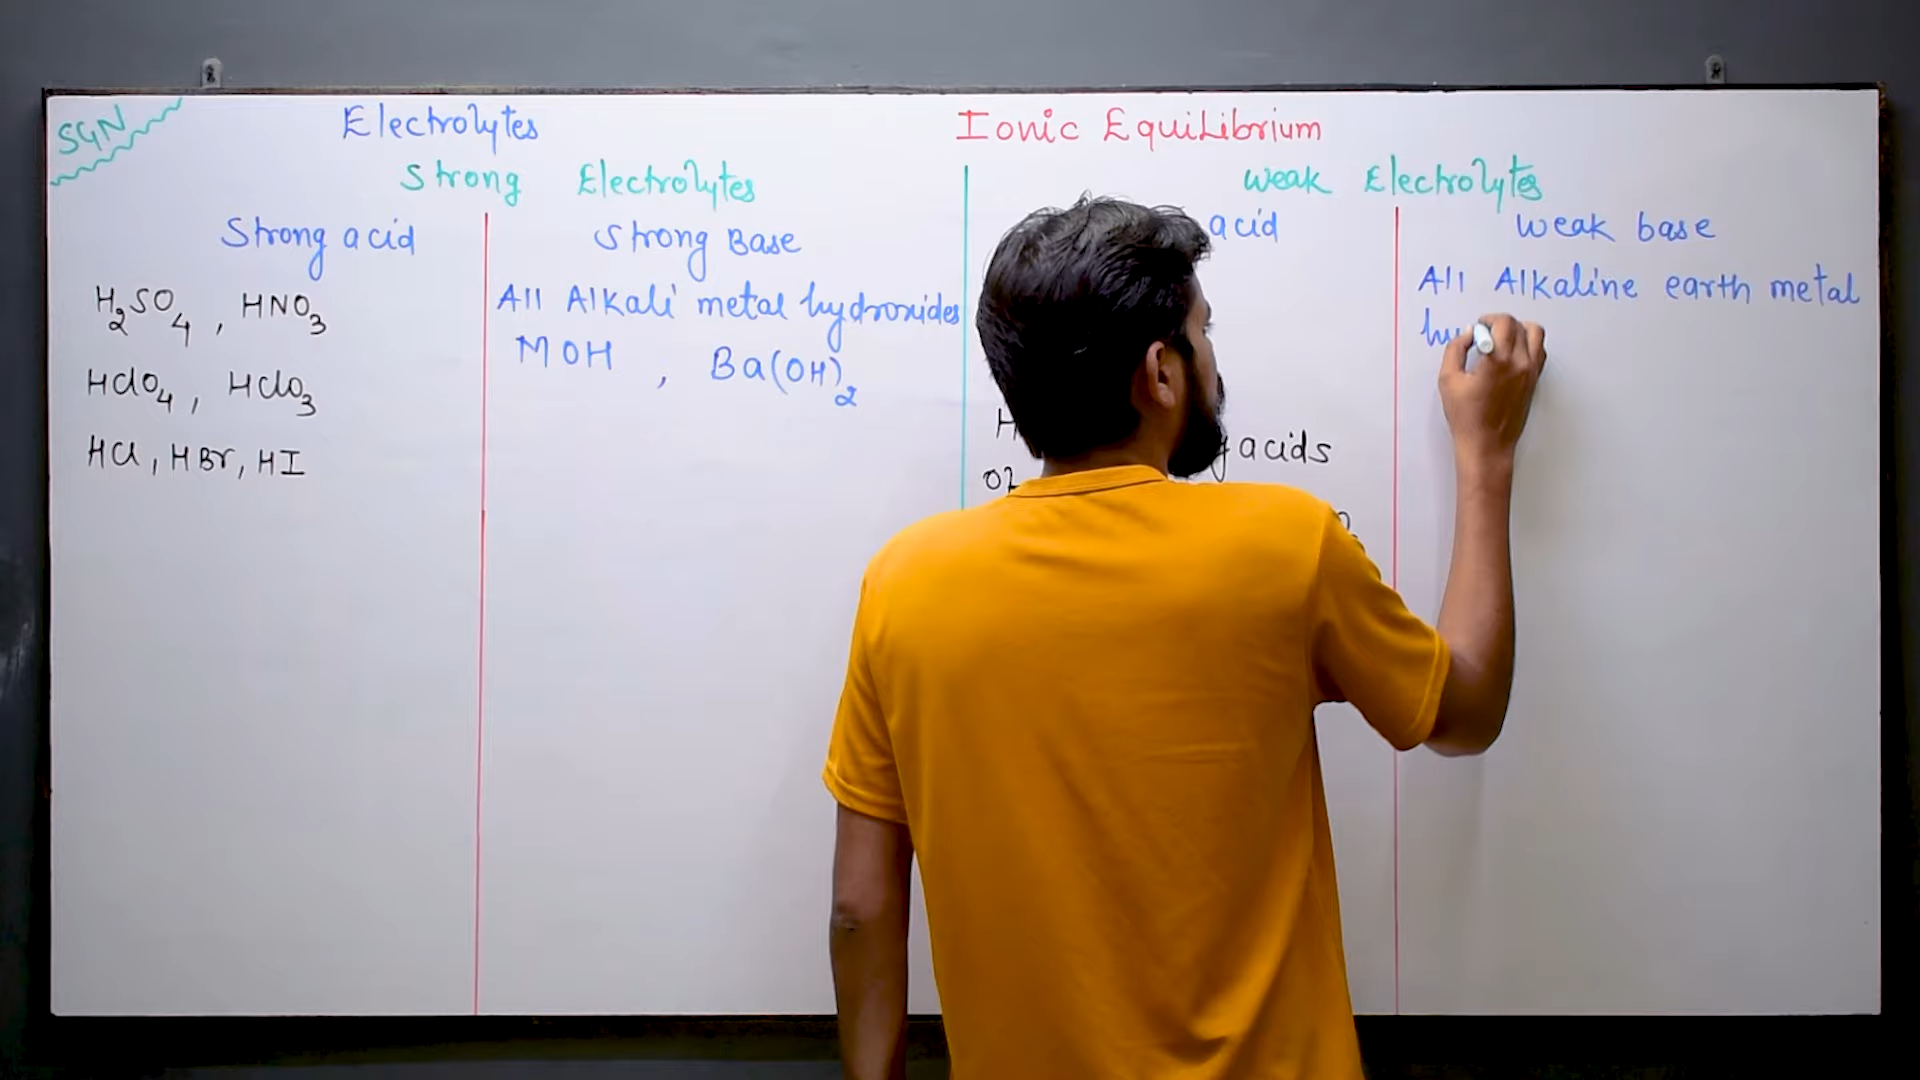 SGN
Electrolytes
Ionic EquiLibrium
Strong Electrolytes
Weak Electrolytes
Strong acid
H₂SO₄, HNO₃
HClO₄, HClO₃
HCl, HBr, HI
Strong Base
All Alkali metal hydroxides
MOH, Ba(OH)₂
acid
acids
weak base
All Alkaline earth metal